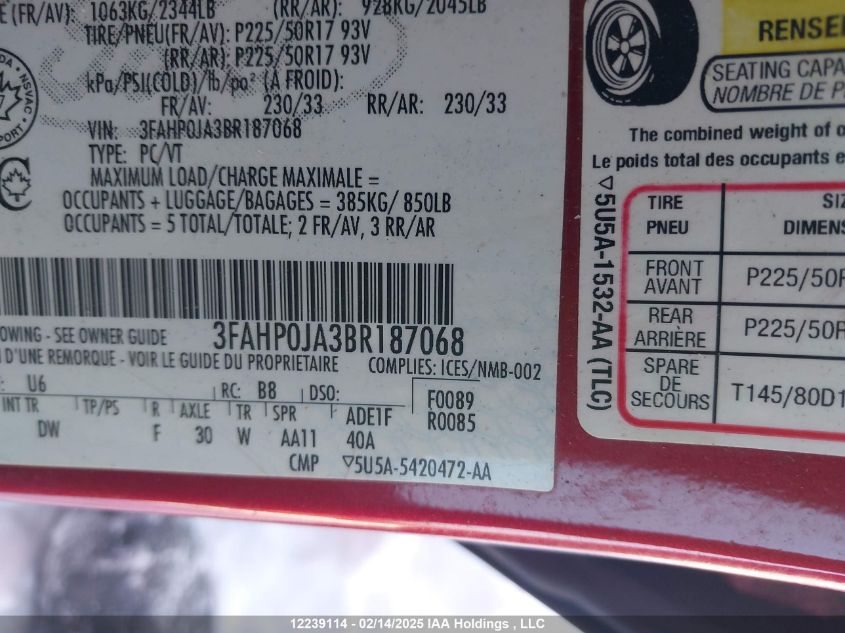 E (FR/AV): 1063KG/2344LB (RR/AR): 928KG/2045LB
TIRE/PNEU(FR/AV): P225/50R17 93V
(RR/AR): P225/50R17 93V
kPa/PSI(COLD)/lb/po² (À FROID):
FR/AV: 230/33 RR/AR: 230/33
VIN: 3FAHP0JA3BR187068
TYPE: PC/VT
MAXIMUM LOAD/CHARGE MAXIMALE =
OCCUPANTS + LUGGAGE/BAGAGES = 385KG/ 850LB
OCCUPANTS = 5 TOTAL/TOTALE; 2 FR/AV, 3 RR/AR
3FAHP0JA3BR187068
OWING - SEE OWNER GUIDE
D'UNE REMORQUE - VOIR LE GUIDE DU PROPRIETAIRE
COMPLIES: ICES/NMB-002
: U6 RC: B8 DSO: F0089
R0085
INT TR TP/PS R AXLE TR SPR ADE1F
DW F 30 W AA11 40A
CMP ▽5U5A-5420472-AA
NSVAC
PORT
RENSEI
SEATING CAPA
NOMBRE DE P
The combined weight of o
Le poids total des occupants e
▽5U5A-1532-AA (TLC)
TIRE SIZ
PNEU DIMENS
FRONT
AVANT P225/50R
REAR
ARRIÈRE P225/50R
SPARE
DE
SECOURS T145/80D1
12239114 - 02/14/2025 IAA Holdings , LLC